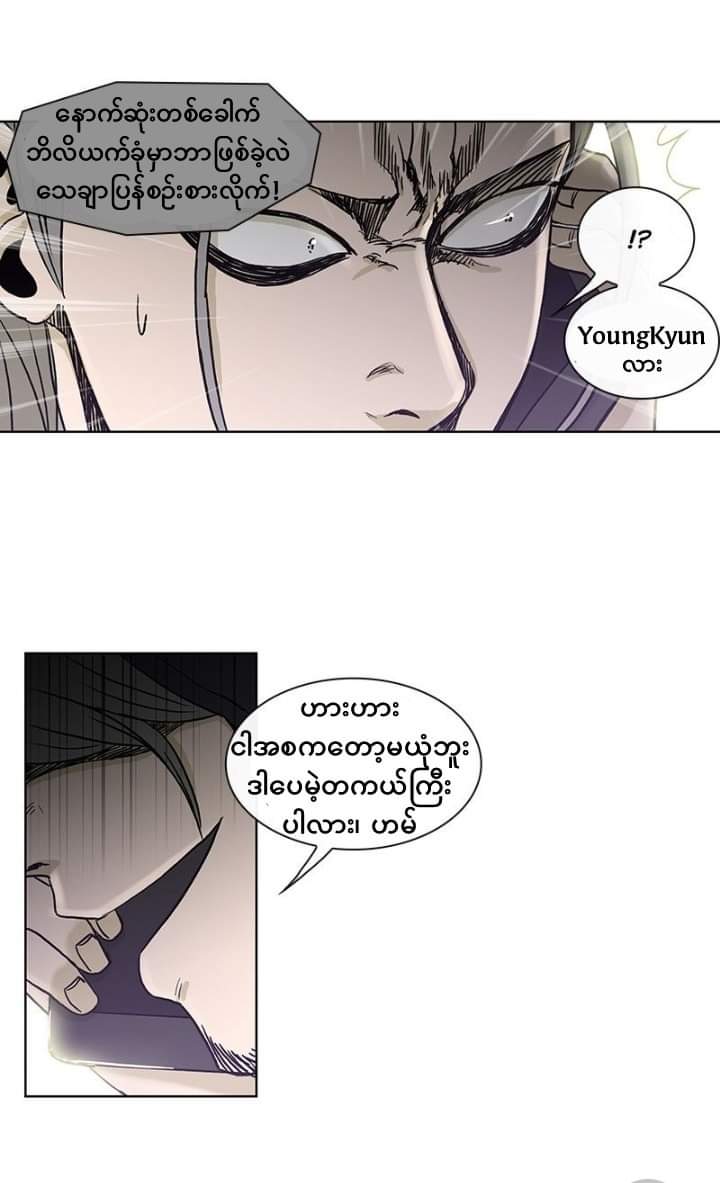 နောက်ဆုံးတစ်ခေါက်
ဘိလိယက်ခုံမှာဘာဖြစ်ခဲ့လဲ
သေချာပြန်စဉ်းစားလိုက်!
!?
YoungKyun
လား
ဟားဟား
ငါအစကတော့မယုံဘူး
ဒါပေမဲ့တကယ်ကြီး
ပါလား၊ ဟမ်